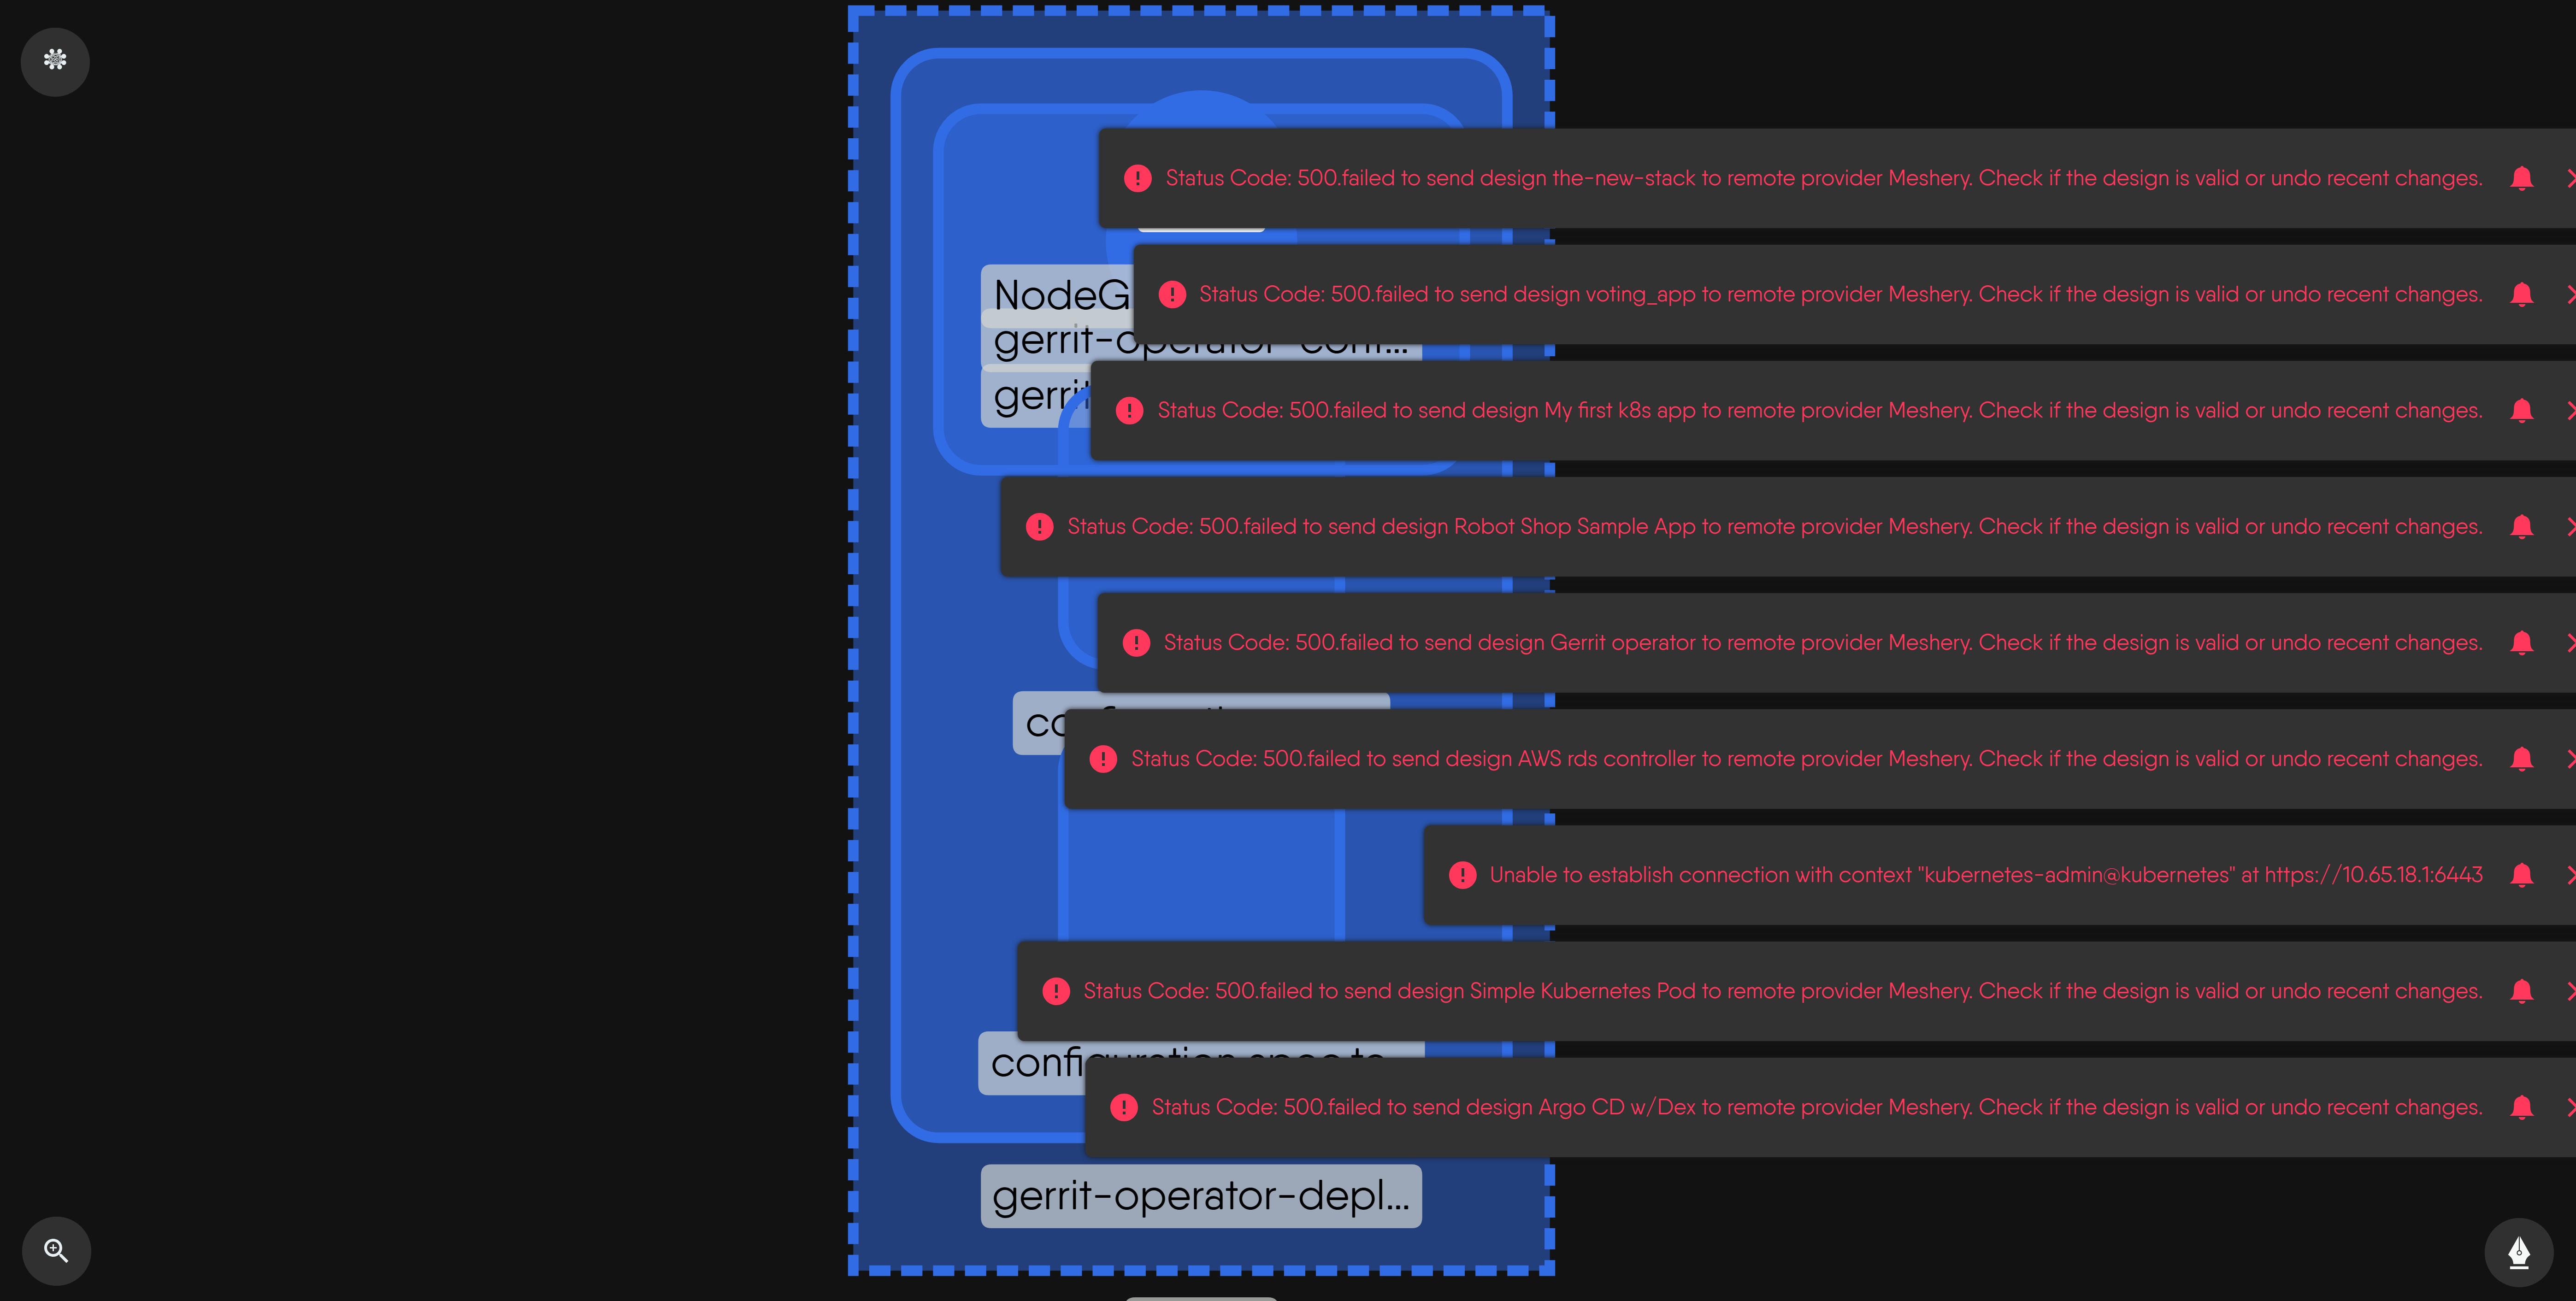 Status Code: 500.failed to send design the-new-stack to remote provider Meshery. Check if the design is valid or undo recent changes.
NodeG
Status Code: 500.failed to send design voting_app to remote provider Meshery. Check if the design is valid or undo recent changes.
gerrit-operator-cont...
gerrit
Status Code: 500.failed to send design My first k8s app to remote provider Meshery. Check if the design is valid or undo recent changes.
Status Code: 500.failed to send design Robot Shop Sample App to remote provider Meshery. Check if the design is valid or undo recent changes.
Status Code: 500.failed to send design Gerrit operator to remote provider Meshery. Check if the design is valid or undo recent changes.
Status Code: 500.failed to send design AWS rds controller to remote provider Meshery. Check if the design is valid or undo recent changes.
Unable to establish connection with context "kubernetes-admin@kubernetes" at https://10.65.18.1:6443
Status Code: 500.failed to send design Simple Kubernetes Pod to remote provider Meshery. Check if the design is valid or undo recent changes.
Status Code: 500.failed to send design Argo CD w/Dex to remote provider Meshery. Check if the design is valid or undo recent changes.
gerrit-operator-depl...